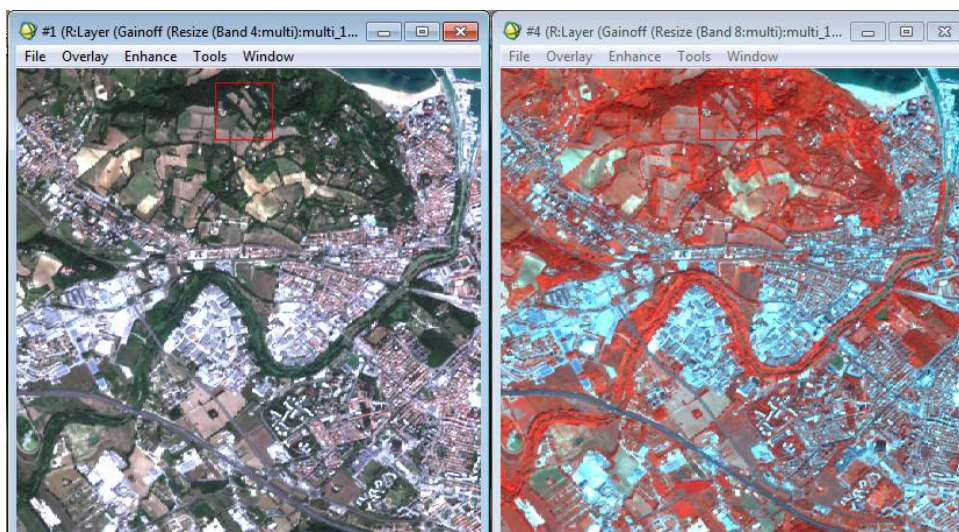 #1 (R:Layer (Gainoff (Resize (Band 4:multi):multi_1...
File Overlay Enhance Tools Window
#4 (R:Layer (Gainoff (Resize (Band 8:multi):multi_1...
File Overlay Enhance Tools Window